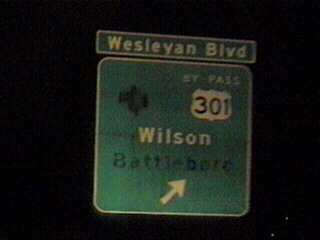 Wesleyan Blvd
BY-PASS
301
Wilson
Battleboro